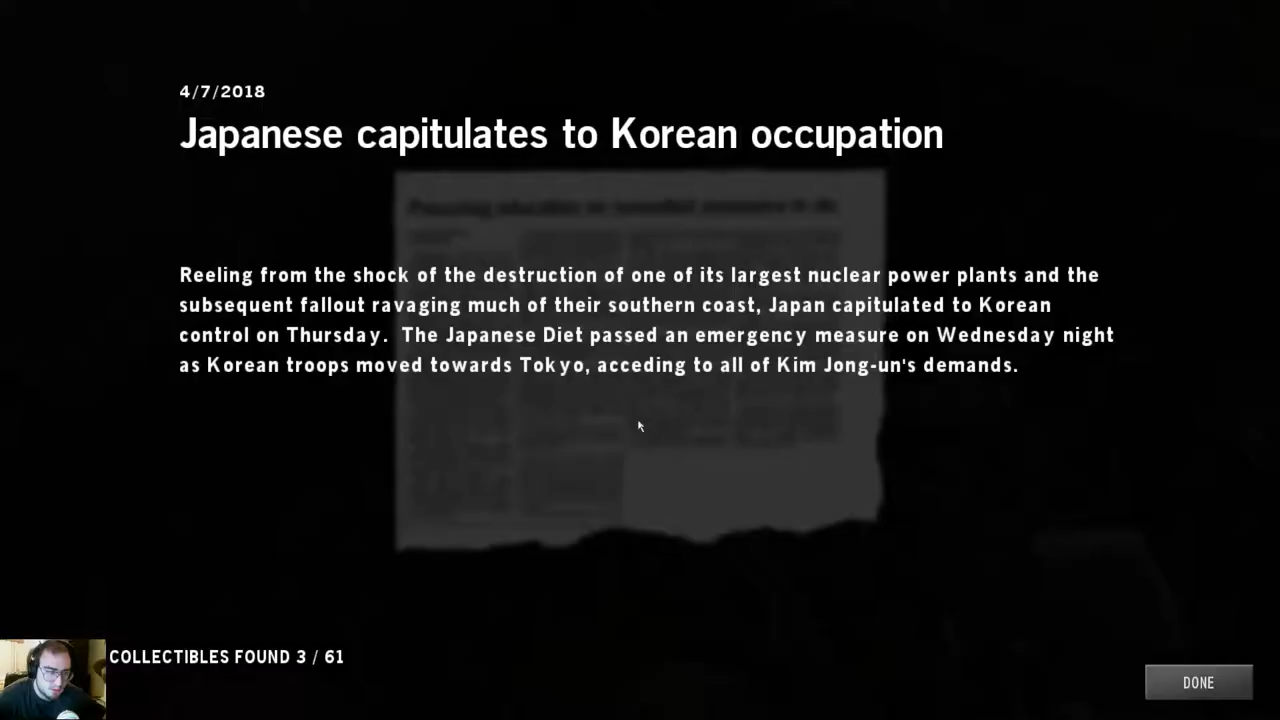 4/7/2018
Japanese capitulates to Korean occupation
Reeling from the shock of the destruction of one of its largest nuclear power plants and the
subsequent fallout ravaging much of their southern coast, Japan capitulated to Korean
control on Thursday.  The Japanese Diet passed an emergency measure on Wednesday night
as Korean troops moved towards Tokyo, acceding to all of Kim Jong-un's demands.
COLLECTIBLES FOUND 3 / 61
DONE